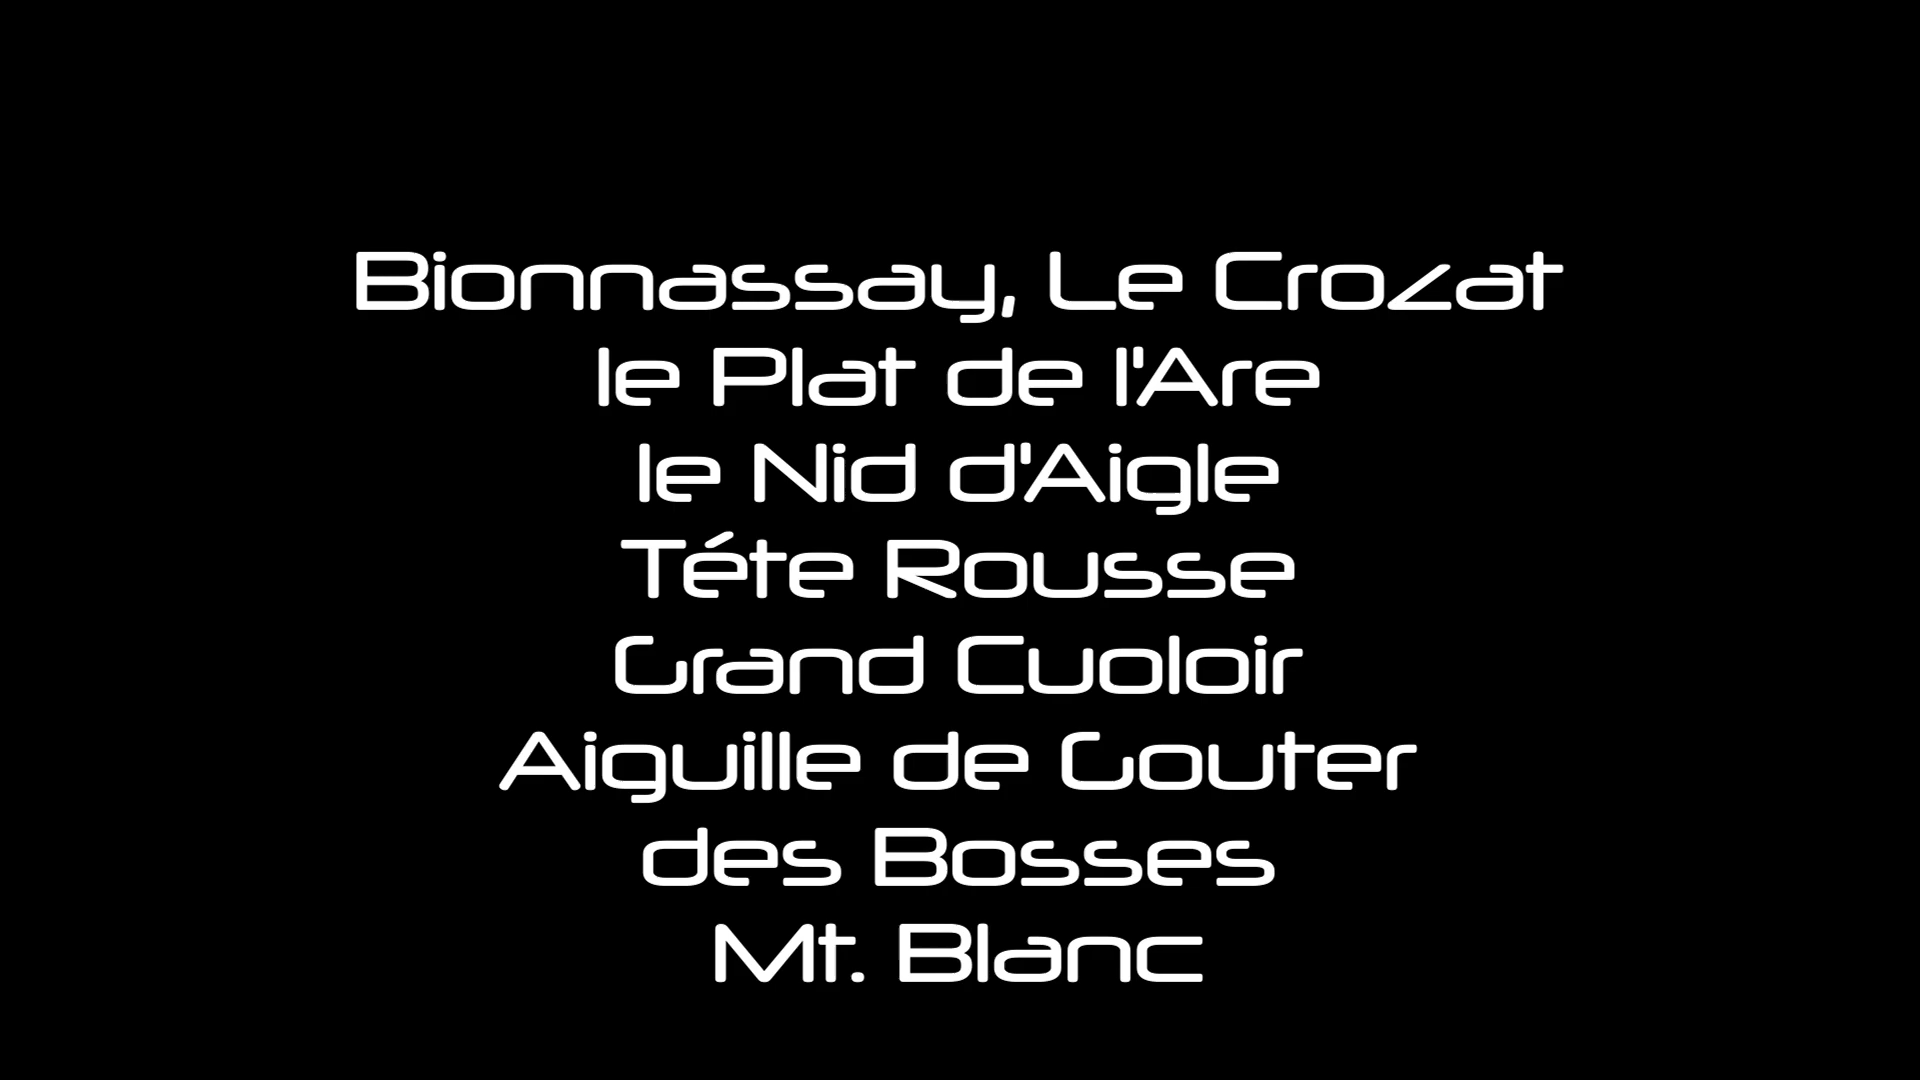 Bionnassay, Le Crozat
le Plat de l'Are
le Nid d'Aigle
Téte Rousse
Grand Cuoloir
Aiguille de Gouter
des Bosses
Mt. Blanc